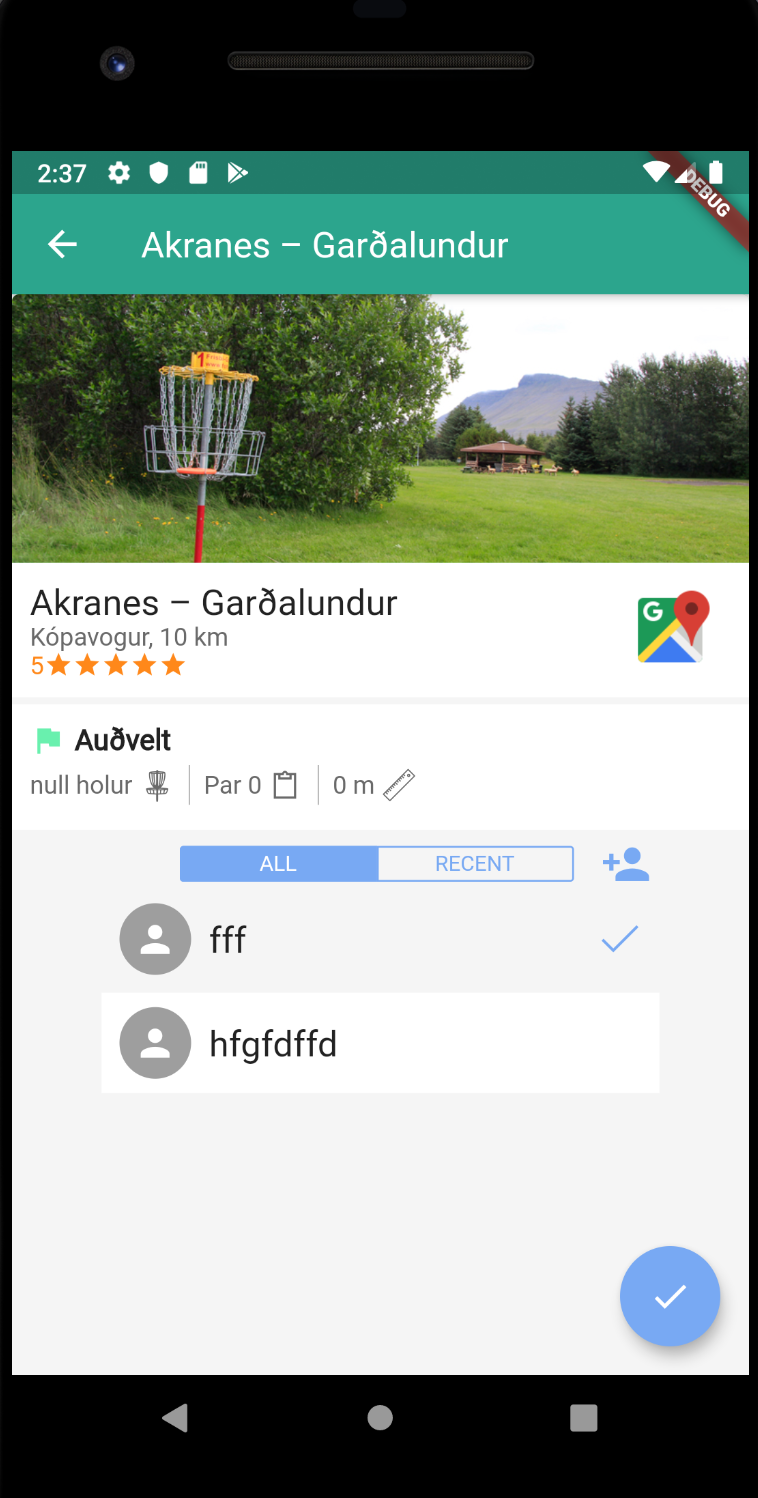 2:37
DEBUG
Akranes – Garðalundur
1
Akranes – Garðalundur
G
Kópavogur, 10 km
5
Auðvelt
null holur
Par 0
0 m
ALL
RECENT
fff
hfgfdffd